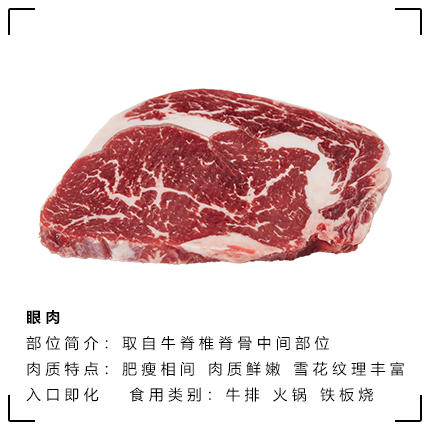 眼肉
部位简介：取自牛脊椎脊骨中间部位
肉质特点：肥瘦相间 肉质鲜嫩 雪花纹理丰富
入口即化 食用类别：牛排 火锅 铁板烧